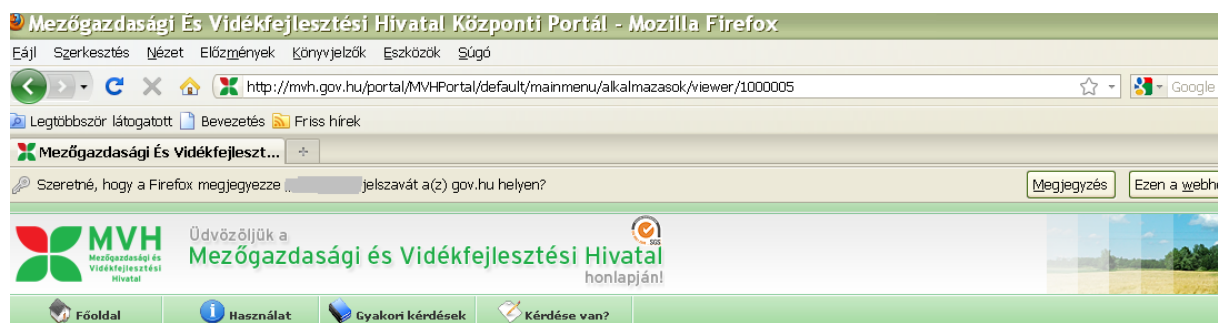 Mezőgazdasági És Vidékfejlesztési Hivatal Központi Portál - Mozilla Firefox
Fájl Szerkesztés Nézet Előzmények Könyvjelzők Eszközök Súgó
http://mvh.gov.hu/portal/MVHPortal/default/mainmenu/alkalmazasok/viewer/1000005 Google
Legtöbbször látogatott Bevezetés Friss hírek
Mezőgazdasági És Vidékfejleszt...
Szeretné, hogy a Firefox megjegyezze jelszavát a(z) gov.hu helyen? Megjegyzés Ezen a webh
MVH
Mezőgazdasági és
Vidékfejlesztési
Hivatal
Üdvözöljük a
Mezőgazdasági és Vidékfejlesztési Hivatal
honlapján!
SGS
Főoldal Használat Gyakori kérdések Kérdése van?